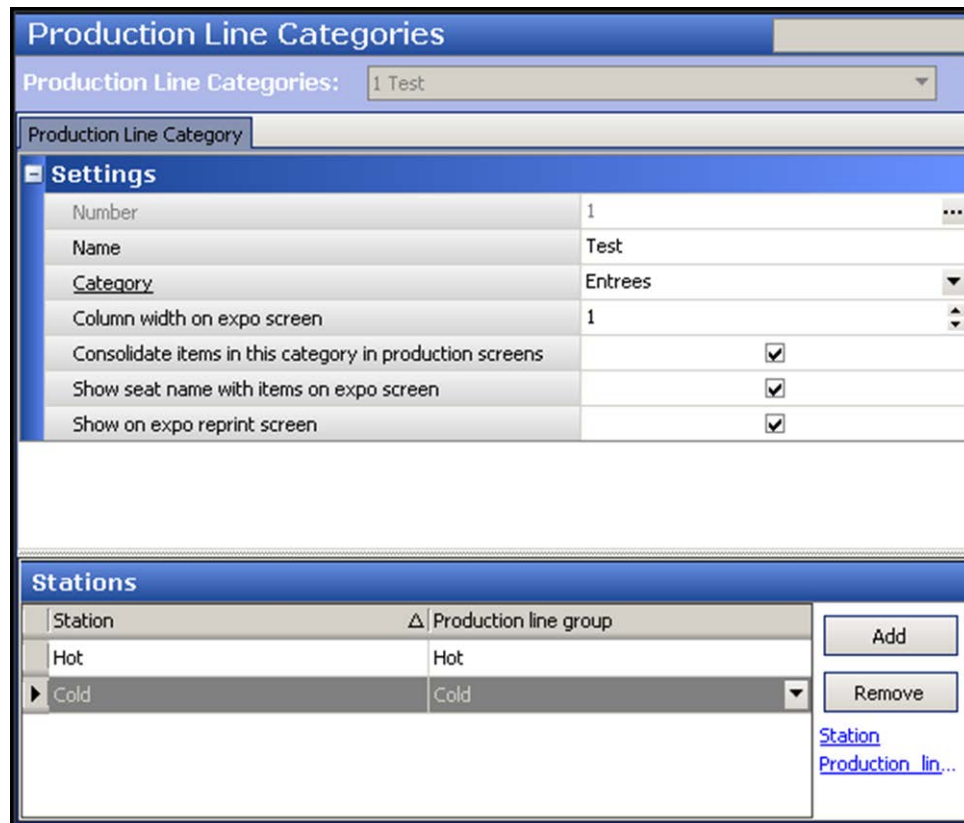 Production Line Categories
Production Line Categories: 1 Test
Production Line Category
Settings
Number 1 ...
Name Test
Category Entrees
Column width on expo screen 1
Consolidate items in this category in production screens
Show seat name with items on expo screen
Show on expo reprint screen
Stations
Station Production line group
Hot Hot
Cold Cold
Add
Remove
Station
Production lin...